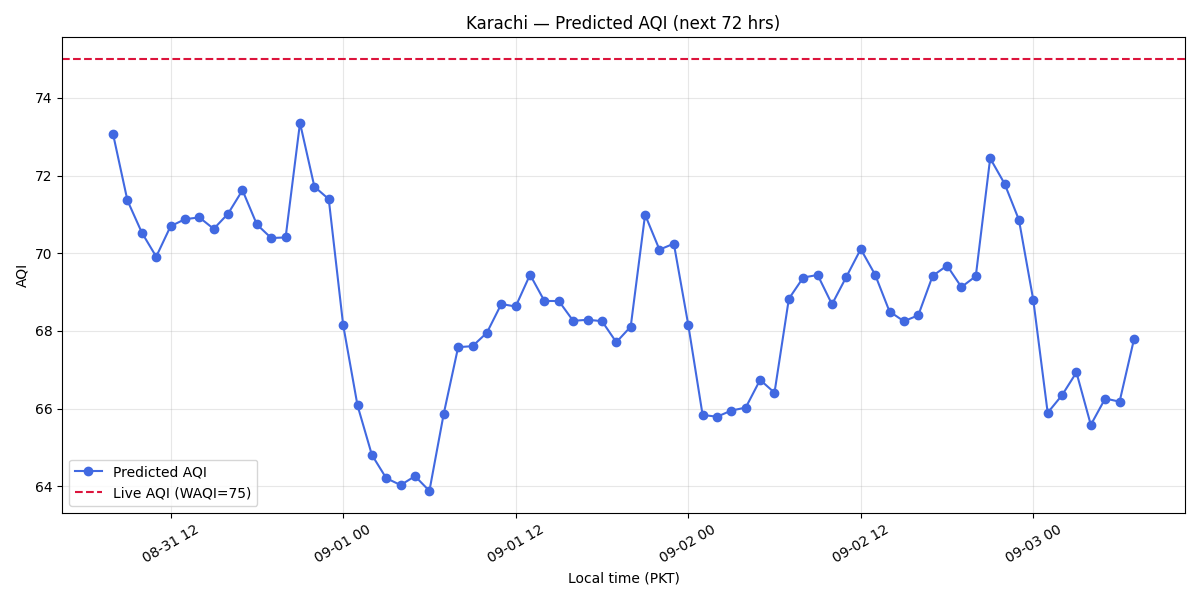 Karachi — Predicted AQI (next 72 hrs)
AQI
74
72
70
68
66
64
Predicted AQI
Live AQI (WAQI=75)
08-31 12
09-01 00
09-01 12
09-02 00
09-02 12
09-03 00
Local time (PKT)